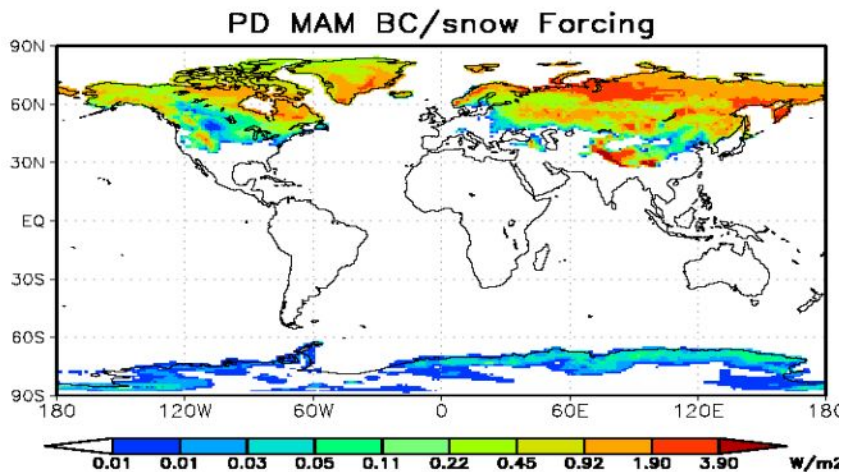 PD MAM BC/snow Forcing
90N
60N
30N
EQ
30S
60S
90S
180 120W 60W 0 60E 120E 180
0.01 0.01 0.03 0.05 0.11 0.22 0.45 0.92 1.90 3.90 W/m2